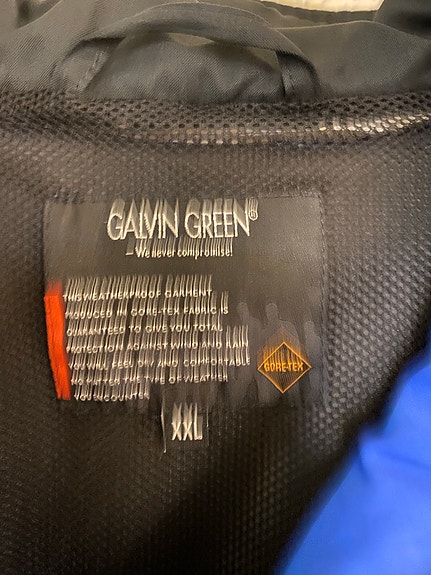 GALVIN GREEN®
– We never compromise!
THIS WEATHERPROOF GARMENT
PRODUCED IN GORE-TEX FABRIC IS
GUARANTEED TO GIVE YOU TOTAL
PROTECTION AGAINST WIND AND RAIN
YOU WILL FEEL DRY AND COMFORTABLE
NO MATTER THE TYPE OF WEATHER
YOU ENCOUNTER
GORE-TEX
XXL